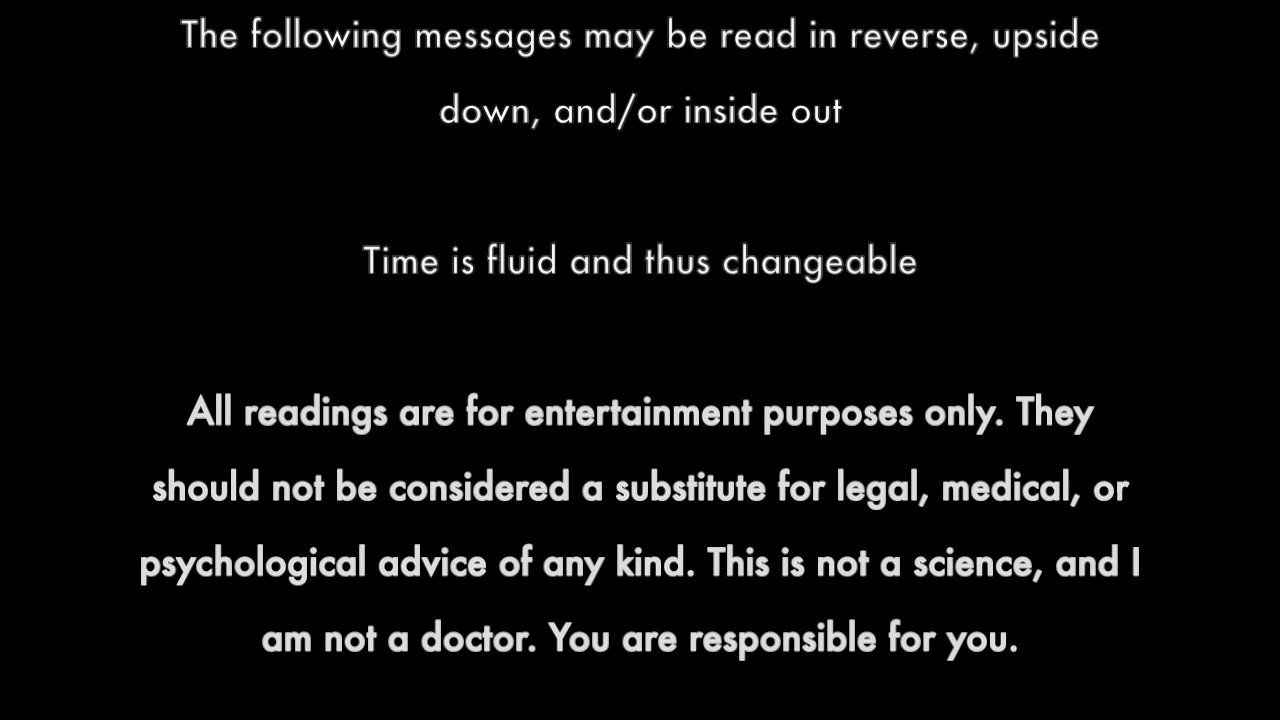 The following messages may be read in reverse, upside
down, and/or inside out
Time is fluid and thus changeable
All readings are for entertainment purposes only. They
should not be considered a substitute for legal, medical, or
psychological advice of any kind. This is not a science, and I
am not a doctor. You are responsible for you.